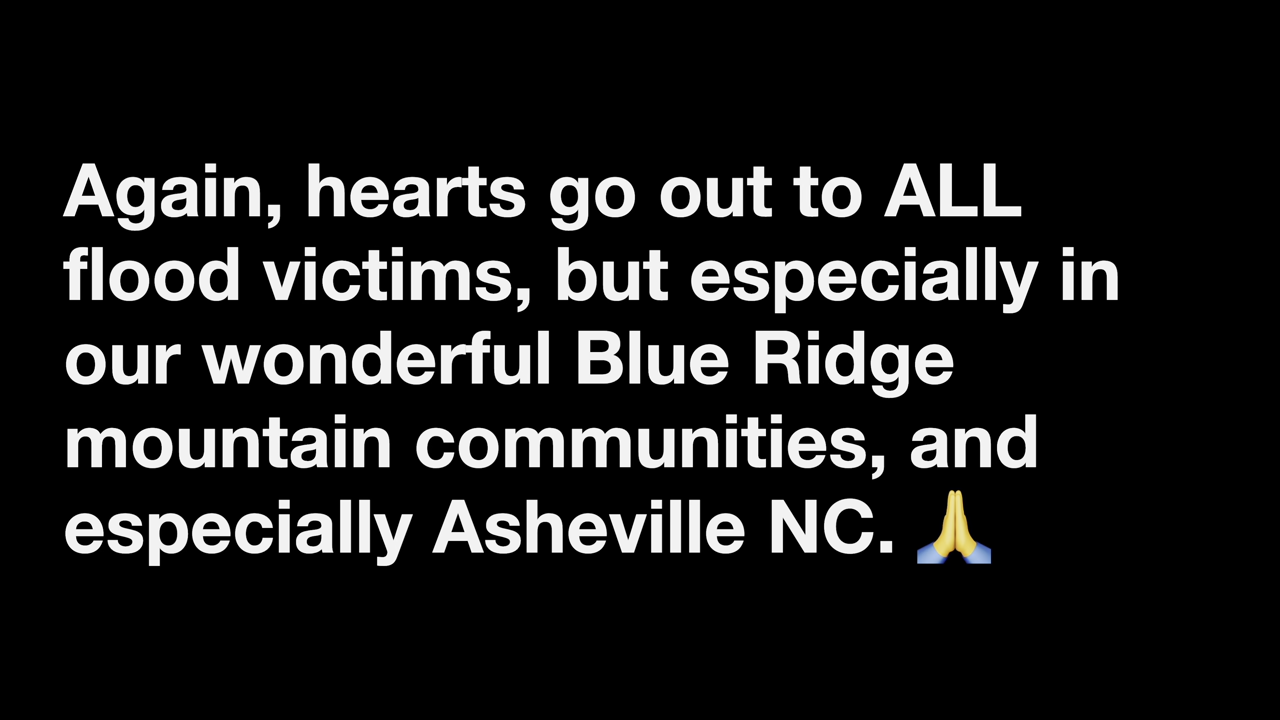 Again, hearts go out to ALL
flood victims, but especially in
our wonderful Blue Ridge
mountain communities, and
especially Asheville NC. 🙏